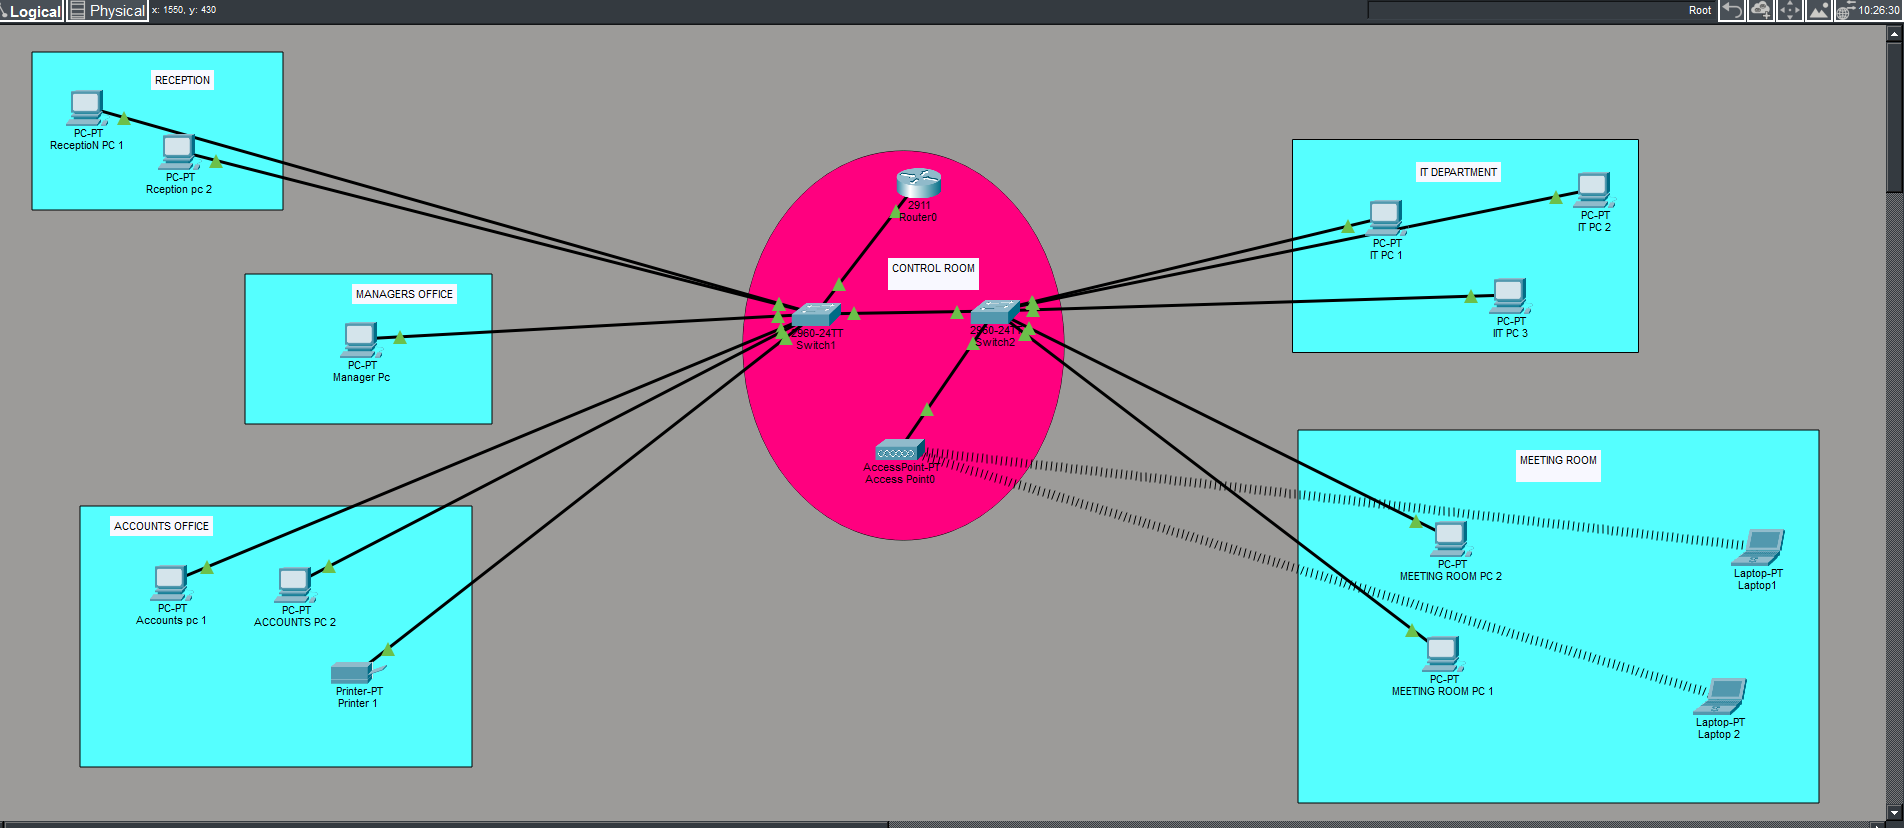 Logical
Physical
x: 1550, y: 430
Root
10:26:30
RECEPTION
PC-PT
ReceptioN PC 1
PC-PT
Rception pc 2
MANAGERS OFFICE
PC-PT
Manager Pc
ACCOUNTS OFFICE
PC-PT
Accounts pc 1
PC-PT
ACCOUNTS PC 2
Printer-PT
Printer 1
2911
Router0
CONTROL ROOM
2960-24TT
Switch1
2960-24TT
Switch2
AccessPoint-PT
Access Point0
IT DEPARTMENT
PC-PT
IT PC 1
PC-PT
IT PC 2
PC-PT
IIT PC 3
MEETING ROOM
PC-PT
MEETING ROOM PC 2
Laptop-PT
Laptop1
PC-PT
MEETING ROOM PC 1
Laptop-PT
Laptop 2